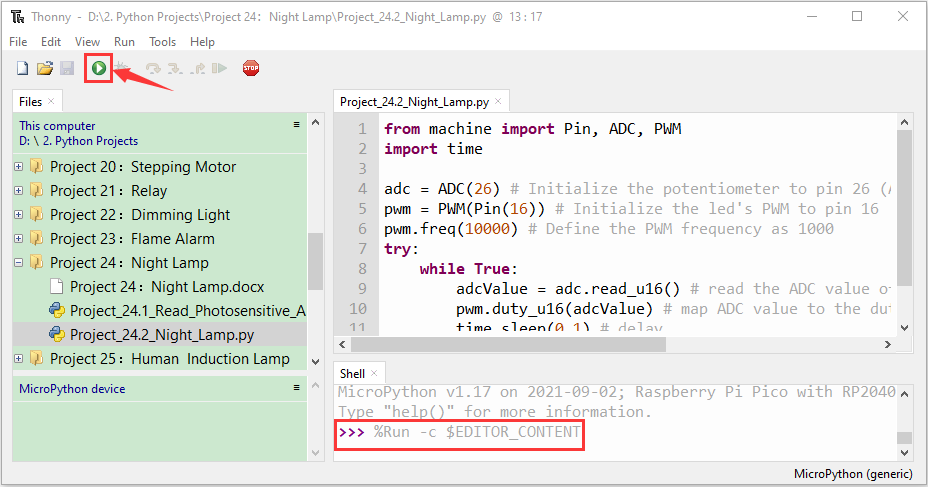 Thonny - D:\2. Python Projects\Project 24：Night Lamp\Project_24.2_Night_Lamp.py @ 13 : 17
File Edit View Run Tools Help
STOP
Files
This computer
D: \ 2. Python Projects
Project 20：Stepping Motor
Project 21：Relay
Project 22：Dimming Light
Project 23：Flame Alarm
Project 24：Night Lamp
Project 24：Night Lamp.docx
Project_24.1_Read_Photosensitive_A
Project_24.2_Night_Lamp.py
Project 25：Human Induction Lamp
MicroPython device
Project_24.2_Night_Lamp.py
1 from machine import Pin, ADC, PWM
2 import time
3
4 adc = ADC(26) # Initialize the potentiometer to pin 26 (A
5 pwm = PWM(Pin(16)) # Initialize the led's PWM to pin 16
6 pwm.freq(10000) # Define the PWM frequency as 1000
7 try:
8 while True:
9 adcValue = adc.read_u16() # read the ADC value of
10 pwm.duty_u16(adcValue) # map ADC value to the dut
11 time.sleep(0.1) # delay
Shell
MicroPython v1.17 on 2021-09-02; Raspberry Pi Pico with RP2040
Type "help()" for more information.
>>> %Run -c $EDITOR_CONTENT
MicroPython (generic)